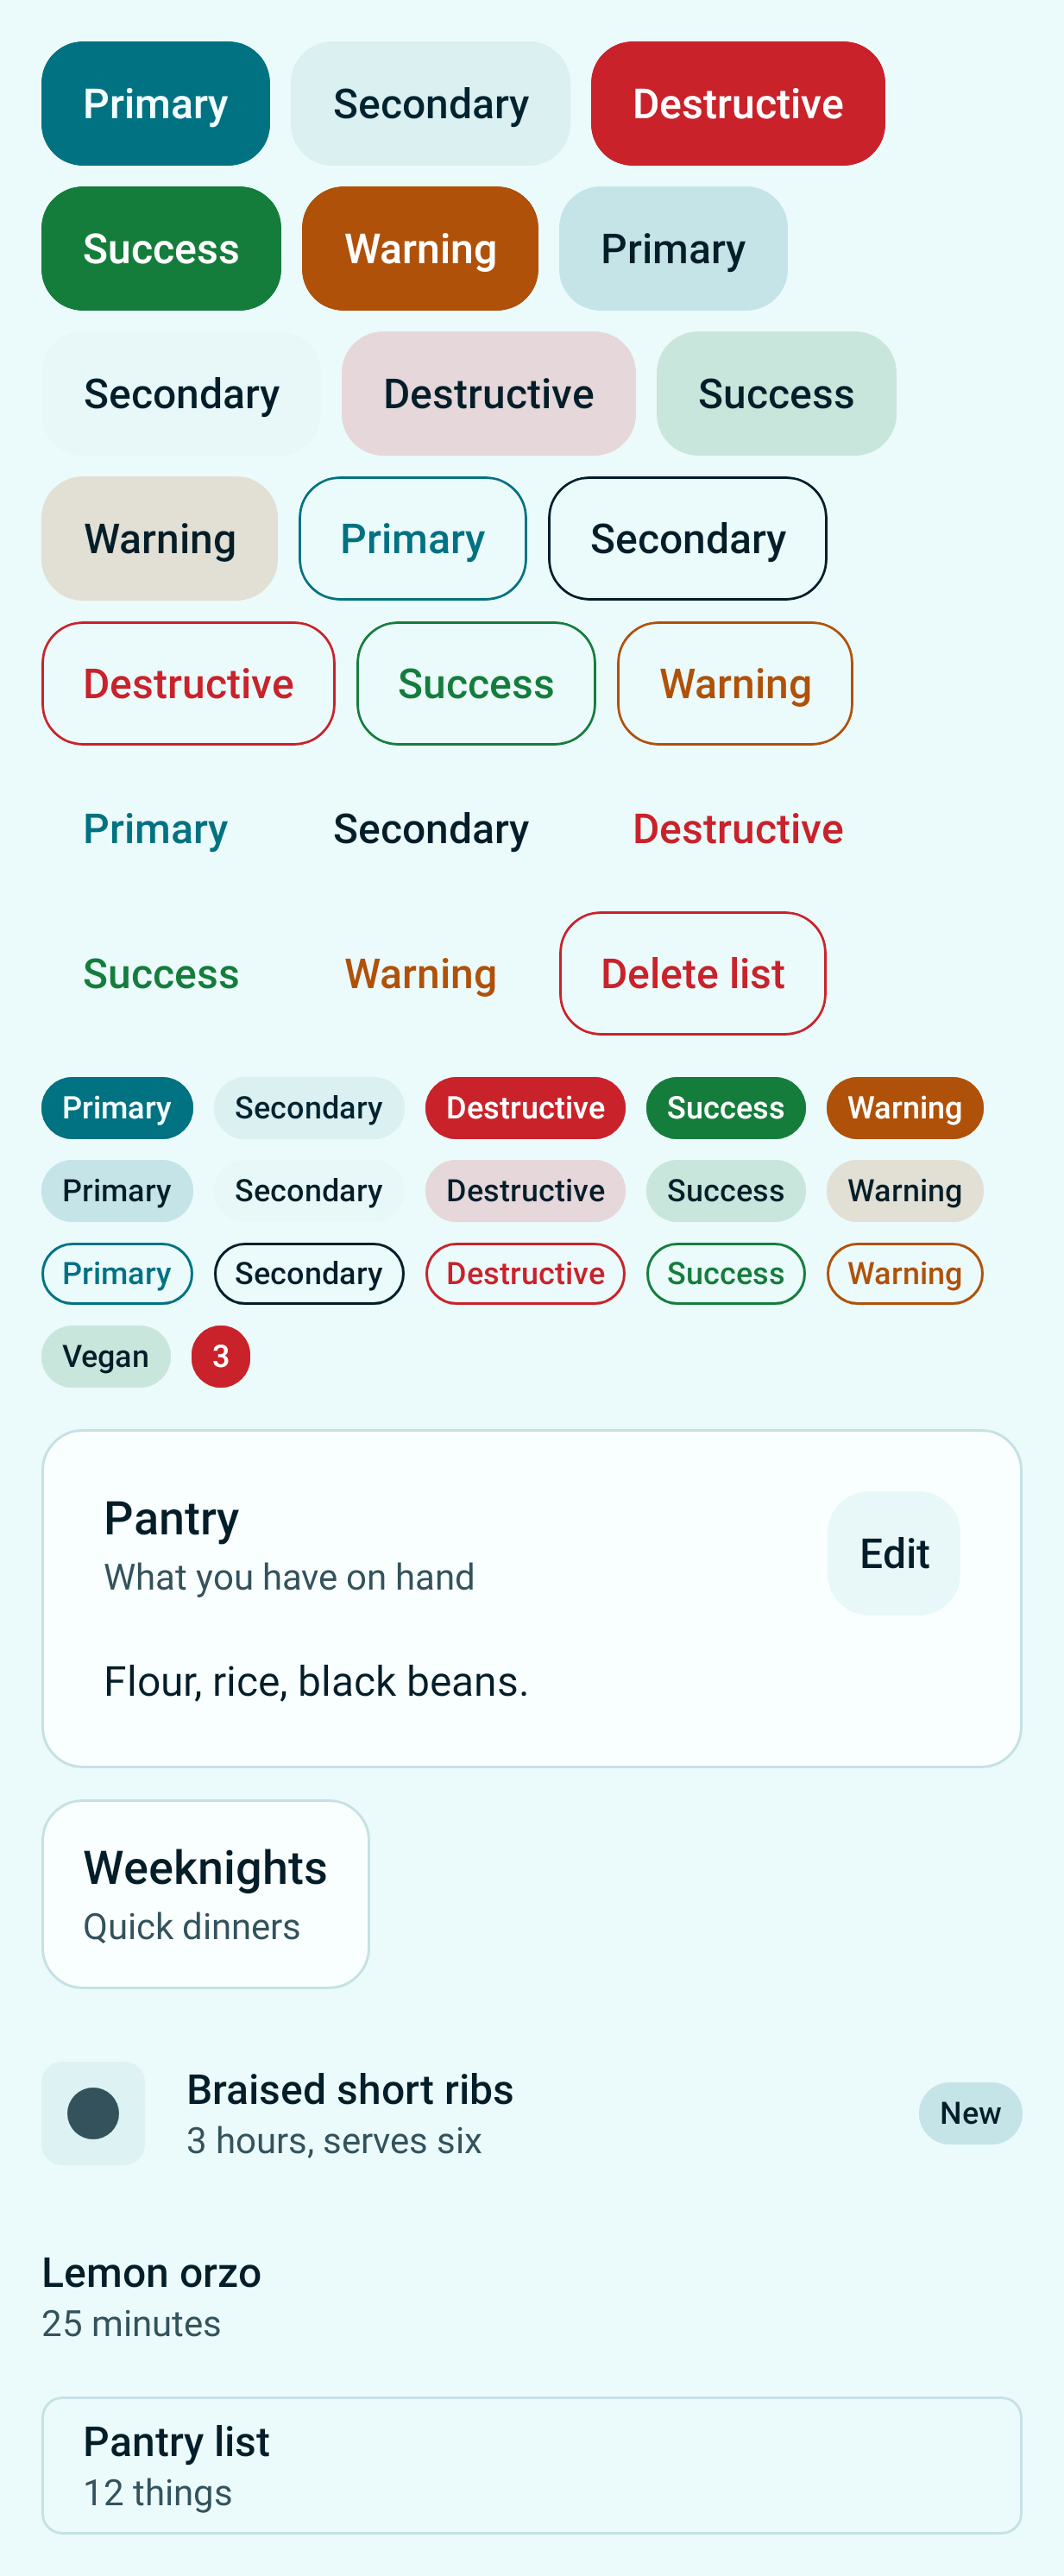 Primary Secondary Destructive
Success Warning Primary
Secondary Destructive Success
Warning Primary Secondary
Destructive Success Warning
Primary Secondary Destructive
Success Warning Delete list
Primary Secondary Destructive Success Warning
Primary Secondary Destructive Success Warning
Primary Secondary Destructive Success Warning
Vegan 3
Pantry
What you have on hand
Edit
Flour, rice, black beans.
Weeknights
Quick dinners
Braised short ribs
3 hours, serves six
New
Lemon orzo
25 minutes
Pantry list
12 things